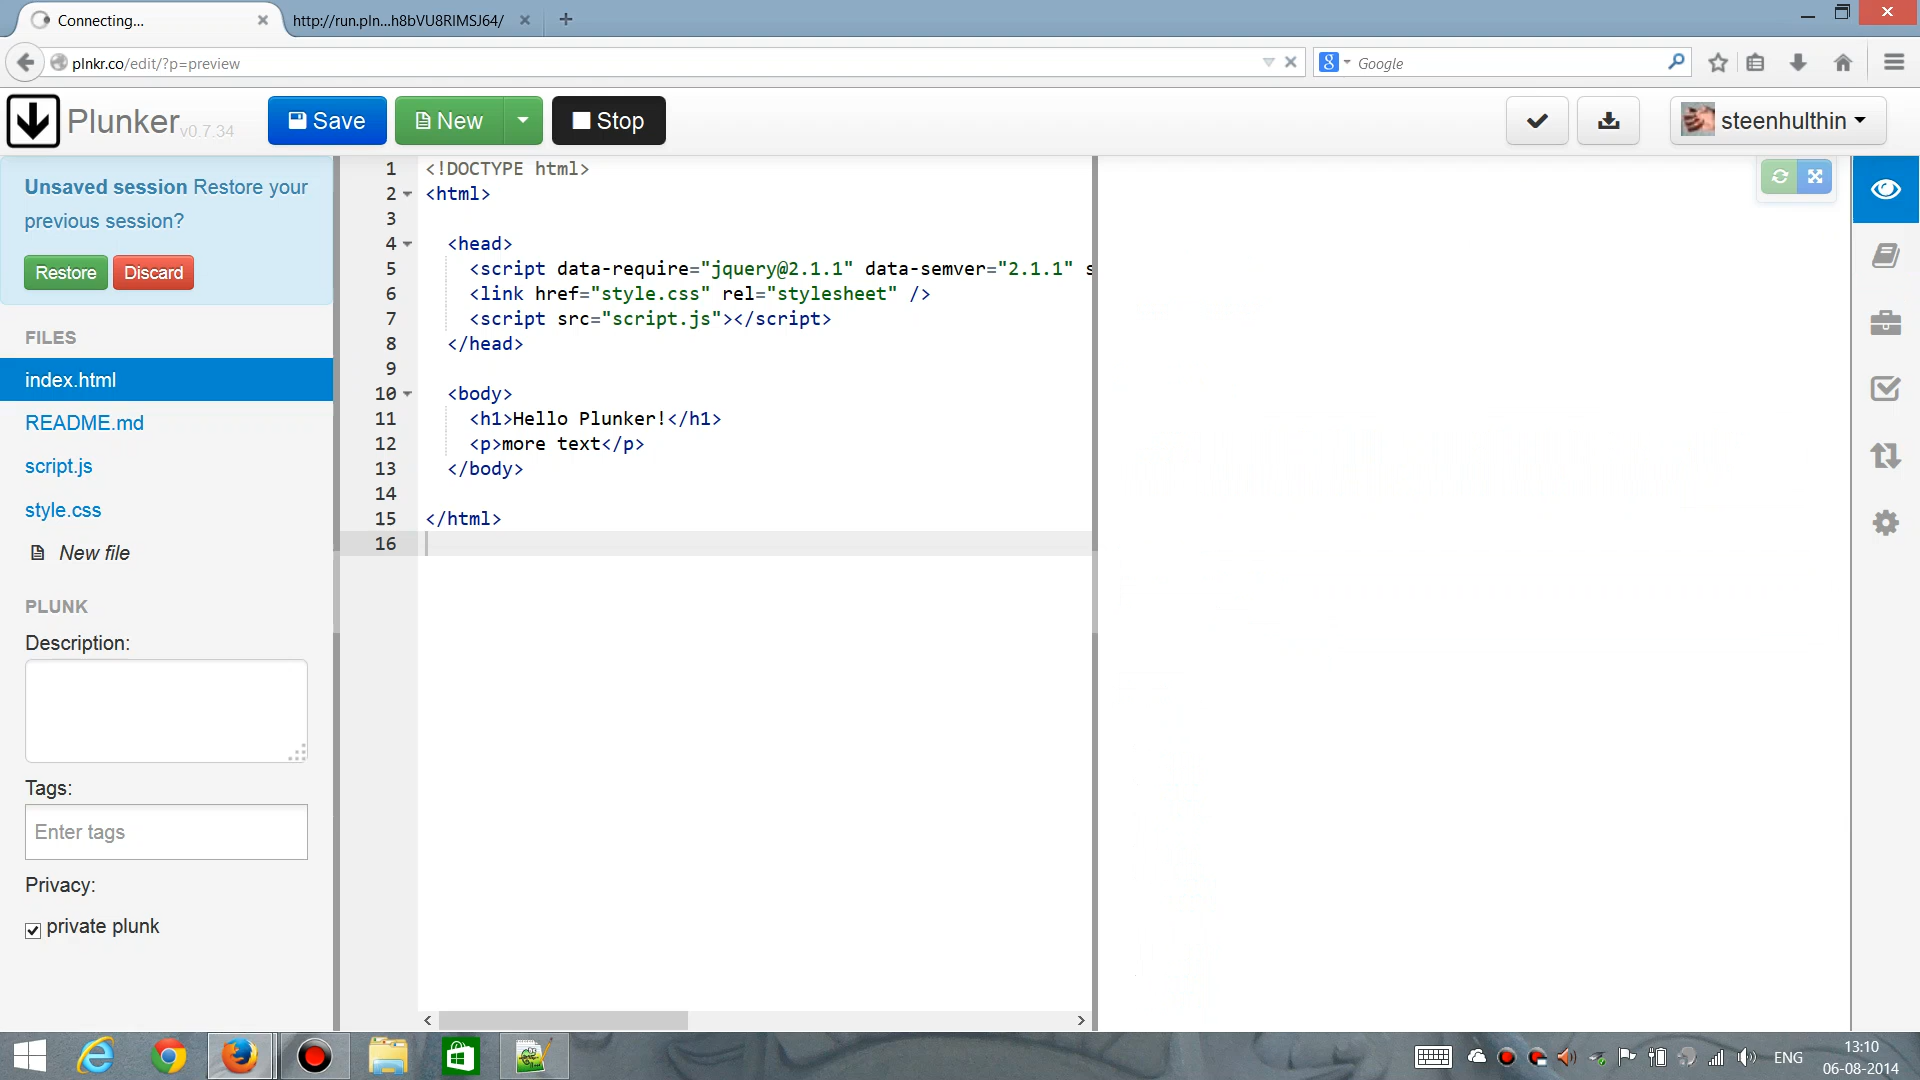 Connecting...
http://run.pln...h8bVU8RIMSJ64/
plnkr.co/edit/?p=preview
Google
Plunker v0.7.34
Save
New
Stop
steenhulthin
Unsaved session Restore your
previous session?
Restore
Discard
FILES
index.html
README.md
script.js
style.css
New file
PLUNK
Description:
Tags:
Enter tags
Privacy:
private plunk
1 <!DOCTYPE html>
2 <html>
3
4 <head>
5 <script data-require="jquery@2.1.1" data-semver="2.1.1" s
6 <link href="style.css" rel="stylesheet" />
7 <script src="script.js"></script>
8 </head>
9
10 <body>
11 <h1>Hello Plunker!</h1>
12 <p>more text</p>
13 </body>
14
15 </html>
16
ENG
13:10
06-08-2014